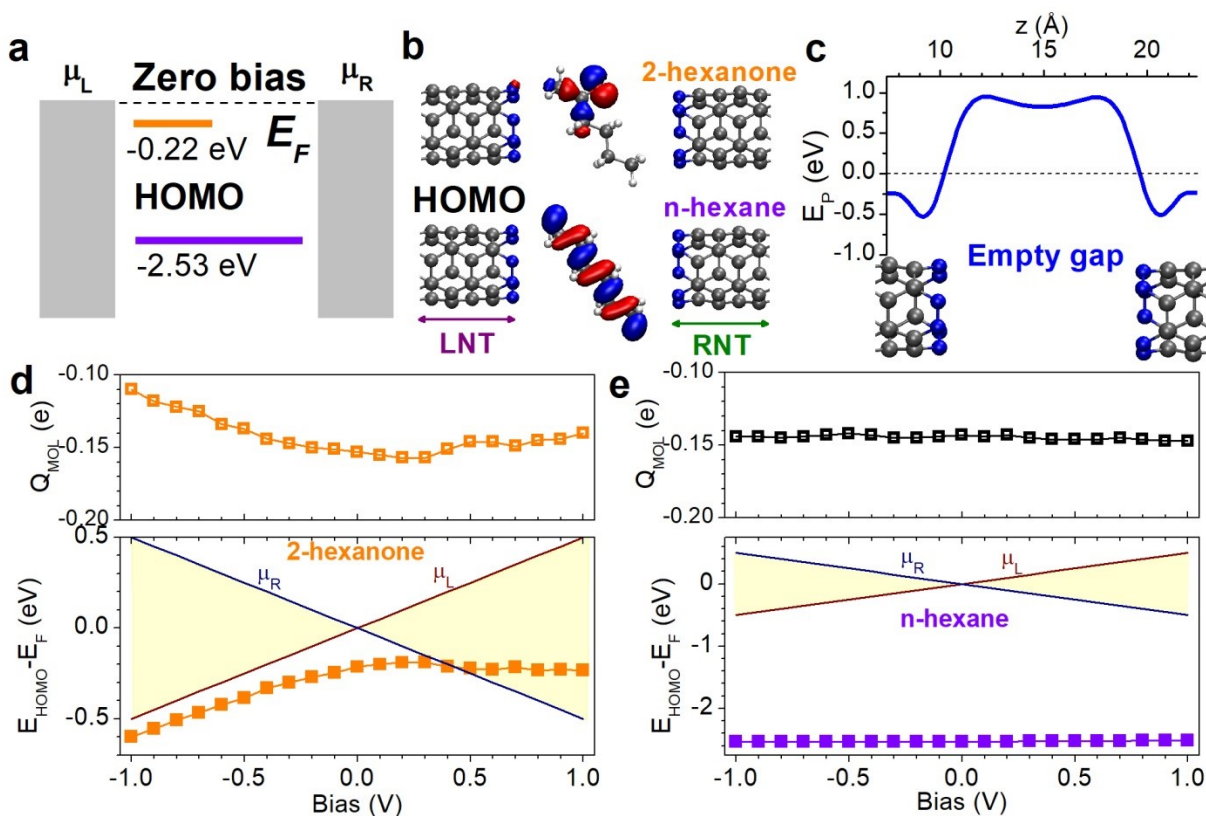 a
μL
Zero bias
μR
EF
-0.22 eV
HOMO
-2.53 eV
b
2-hexanone
HOMO
n-hexane
LNT
RNT
c
z (Å)
10
15
20
1.0
0.5
0.0
-0.5
-1.0
EP (eV)
Empty gap
d
-0.10
-0.15
-0.20
QMOL (e)
0.5
0.0
-0.5
EHOMO-EF (eV)
2-hexanone
μR
μL
-1.0
-0.5
0.0
0.5
1.0
Bias (V)
e
-0.10
-0.15
-0.20
QMOL (e)
0
-1
-2
EHOMO-EF (eV)
μR
μL
n-hexane
-1.0
-0.5
0.0
0.5
1.0
Bias (V)